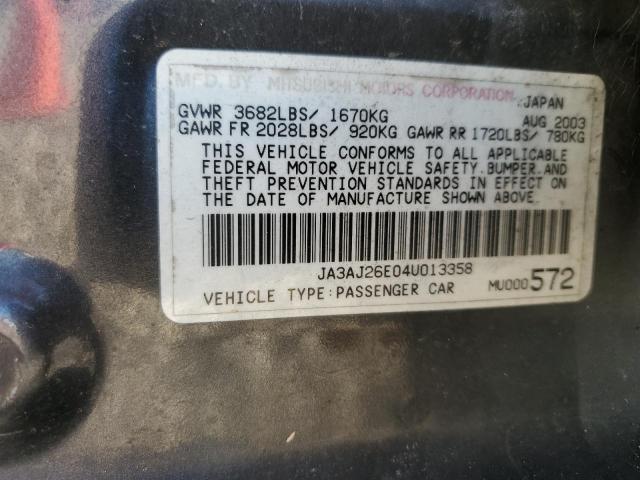 MFD. BY MITSUBISHI MOTORS CORPORATION, JAPAN
GVWR 3682LBS/ 1670KG AUG 2003
GAWR FR 2028LBS/ 920KG GAWR RR 1720LBS/ 780KG
THIS VEHICLE CONFORMS TO ALL APPLICABLE
FEDERAL MOTOR VEHICLE SAFETY, BUMPER, AND
THEFT PREVENTION STANDARDS IN EFFECT ON
THE DATE OF MANUFACTURE SHOWN ABOVE.
JA3AJ26E04U013358
VEHICLE TYPE:PASSENGER CAR MU000572